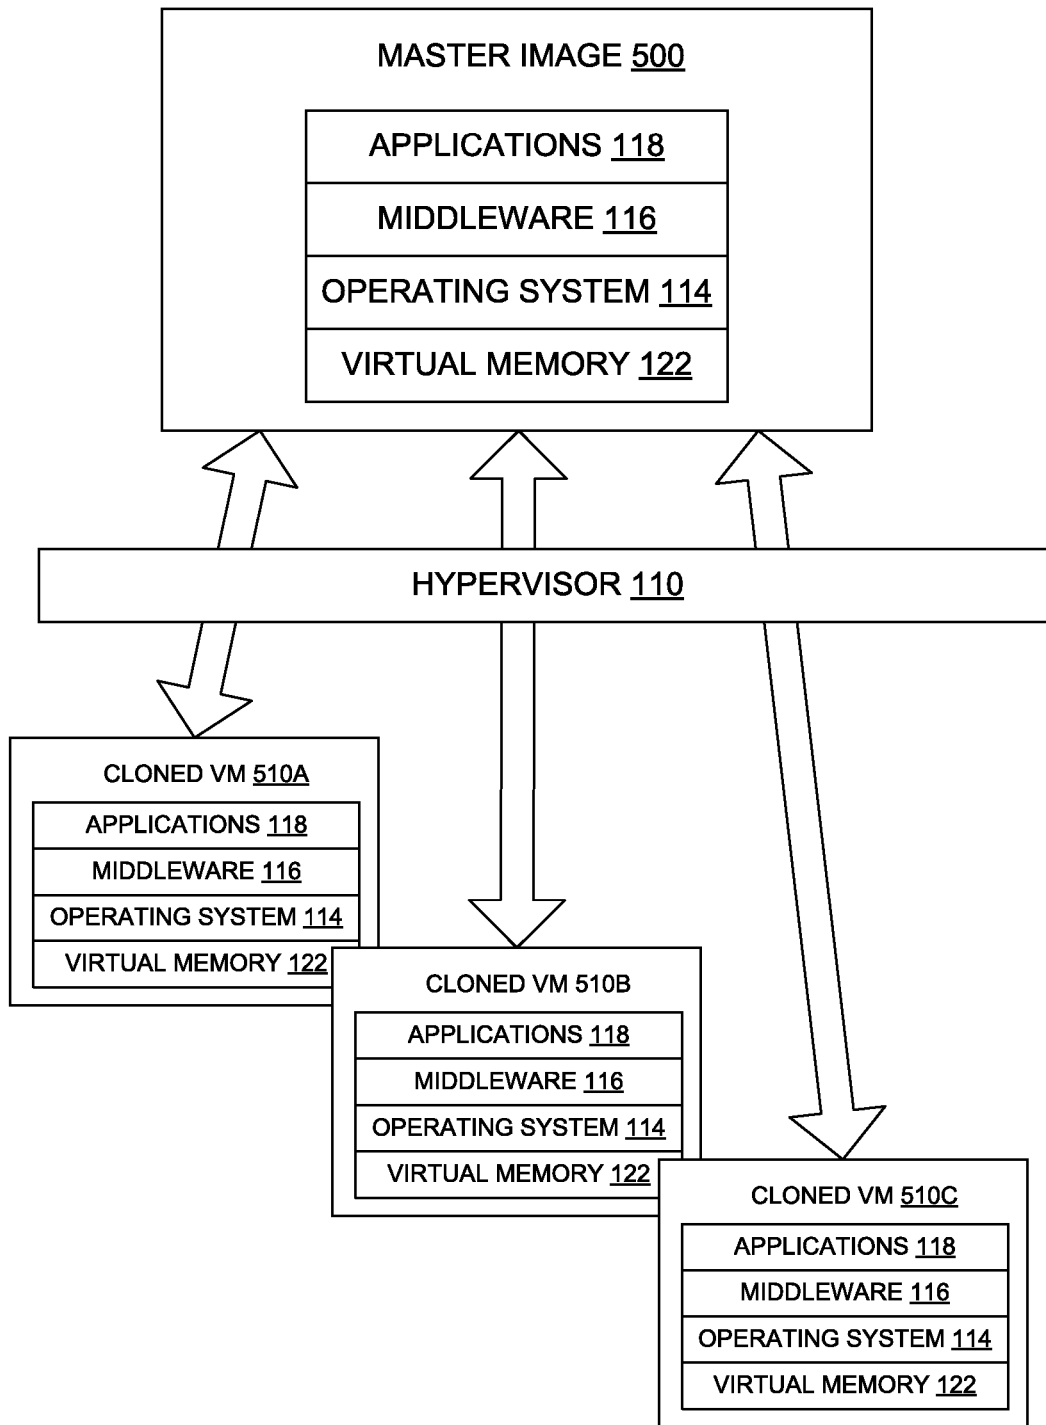 MASTER IMAGE 500
APPLICATIONS 118
MIDDLEWARE 116
OPERATING SYSTEM 114
VIRTUAL MEMORY 122
HYPERVISOR 110
CLONED VM 510A
APPLICATIONS 118
MIDDLEWARE 116
OPERATING SYSTEM 114
VIRTUAL MEMORY 122
CLONED VM 510B
APPLICATIONS 118
MIDDLEWARE 116
OPERATING SYSTEM 114
VIRTUAL MEMORY 122
CLONED VM 510C
APPLICATIONS 118
MIDDLEWARE 116
OPERATING SYSTEM 114
VIRTUAL MEMORY 122